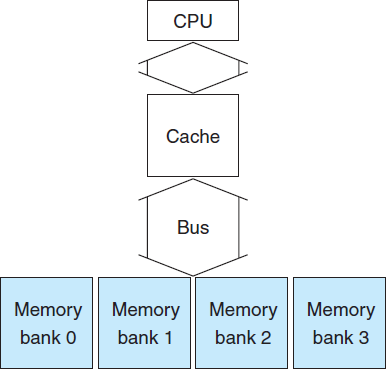 CPU
Cache
Bus
Memory
bank 0
Memory
bank 1
Memory
bank 2
Memory
bank 3